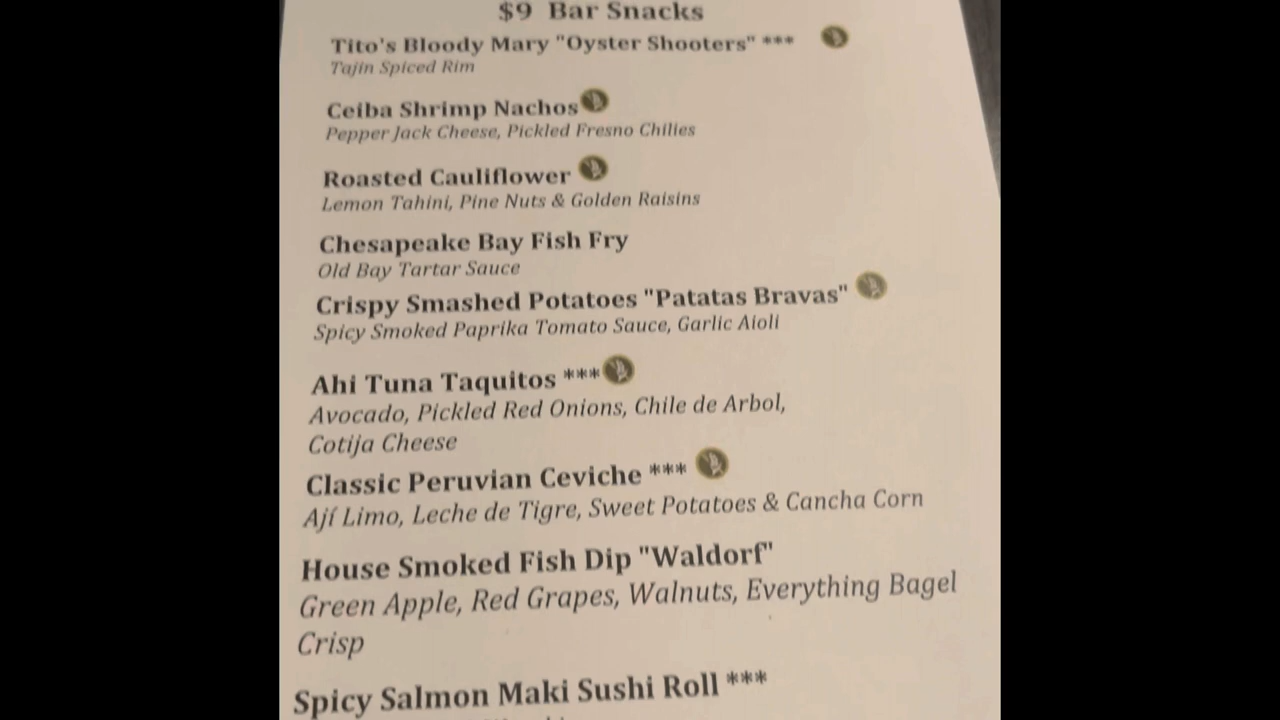 $9 Bar Snacks
Tito's Bloody Mary "Oyster Shooters" ***
Tajin Spiced Rim
Ceiba Shrimp Nachos
Pepper Jack Cheese, Pickled Fresno Chilies
Roasted Cauliflower
Lemon Tahini, Pine Nuts & Golden Raisins
Chesapeake Bay Fish Fry
Old Bay Tartar Sauce
Crispy Smashed Potatoes "Patatas Bravas"
Spicy Smoked Paprika Tomato Sauce, Garlic Aioli
Ahi Tuna Taquitos ***
Avocado, Pickled Red Onions, Chile de Arbol,
Cotija Cheese
Classic Peruvian Ceviche ***
Ají Limo, Leche de Tigre, Sweet Potatoes & Cancha Corn
House Smoked Fish Dip "Waldorf"
Green Apple, Red Grapes, Walnuts, Everything Bagel
Crisp
Spicy Salmon Maki Sushi Roll ***